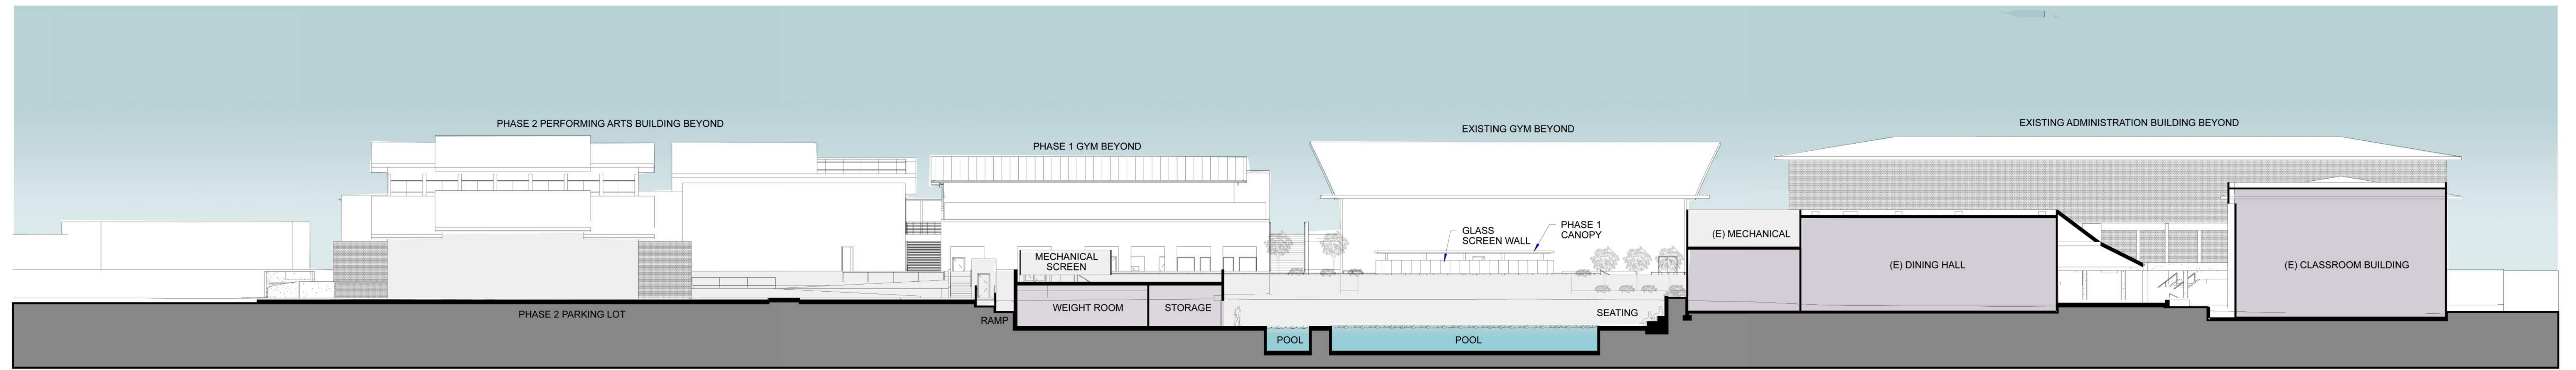 PHASE 2 PERFORMING ARTS BUILDING BEYOND
PHASE 1 GYM BEYOND
EXISTING GYM BEYOND
EXISTING ADMINISTRATION BUILDING BEYOND
GLASS
SCREEN WALL
PHASE 1
CANOPY
(E) MECHANICAL
MECHANICAL
SCREEN
(E) DINING HALL
(E) CLASSROOM BUILDING
PHASE 2 PARKING LOT
RAMP
WEIGHT ROOM
STORAGE
SEATING
POOL
POOL